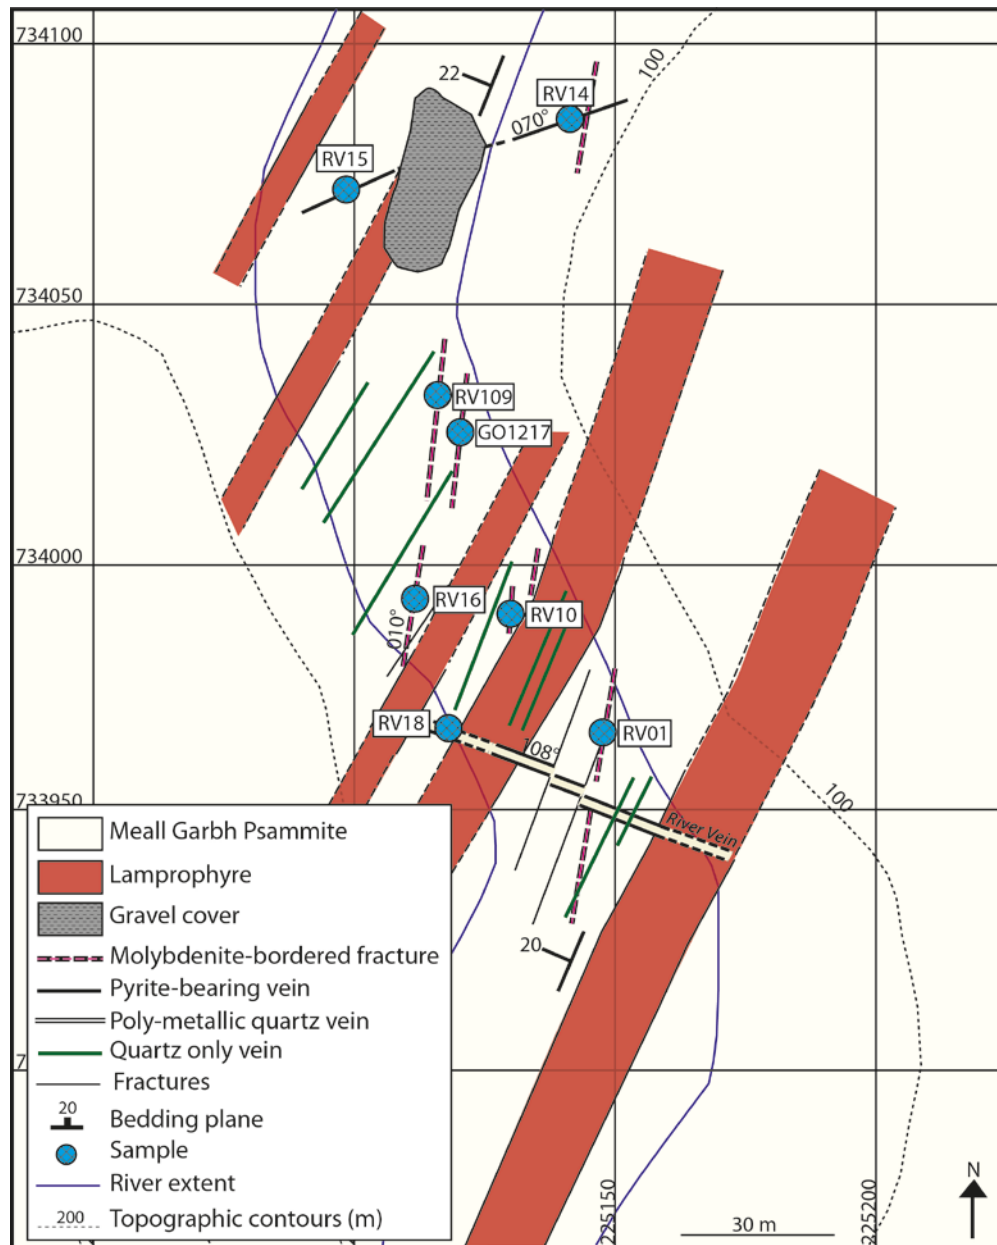 734100
22
RV14
100
070°
RV15
734050
RV109
GO1217
734000
RV16
RV10
010°
RV18
108°
RV01
733950
River Vein
100
20
Meall Garbh Psammite
Lamprophyre
Gravel cover
Molybdenite-bordered fracture
Pyrite-bearing vein
Poly-metallic quartz vein
Quartz only vein
Fractures
20 Bedding plane
Sample
River extent
200 Topographic contours (m)
7
225150
225200
30 m
N